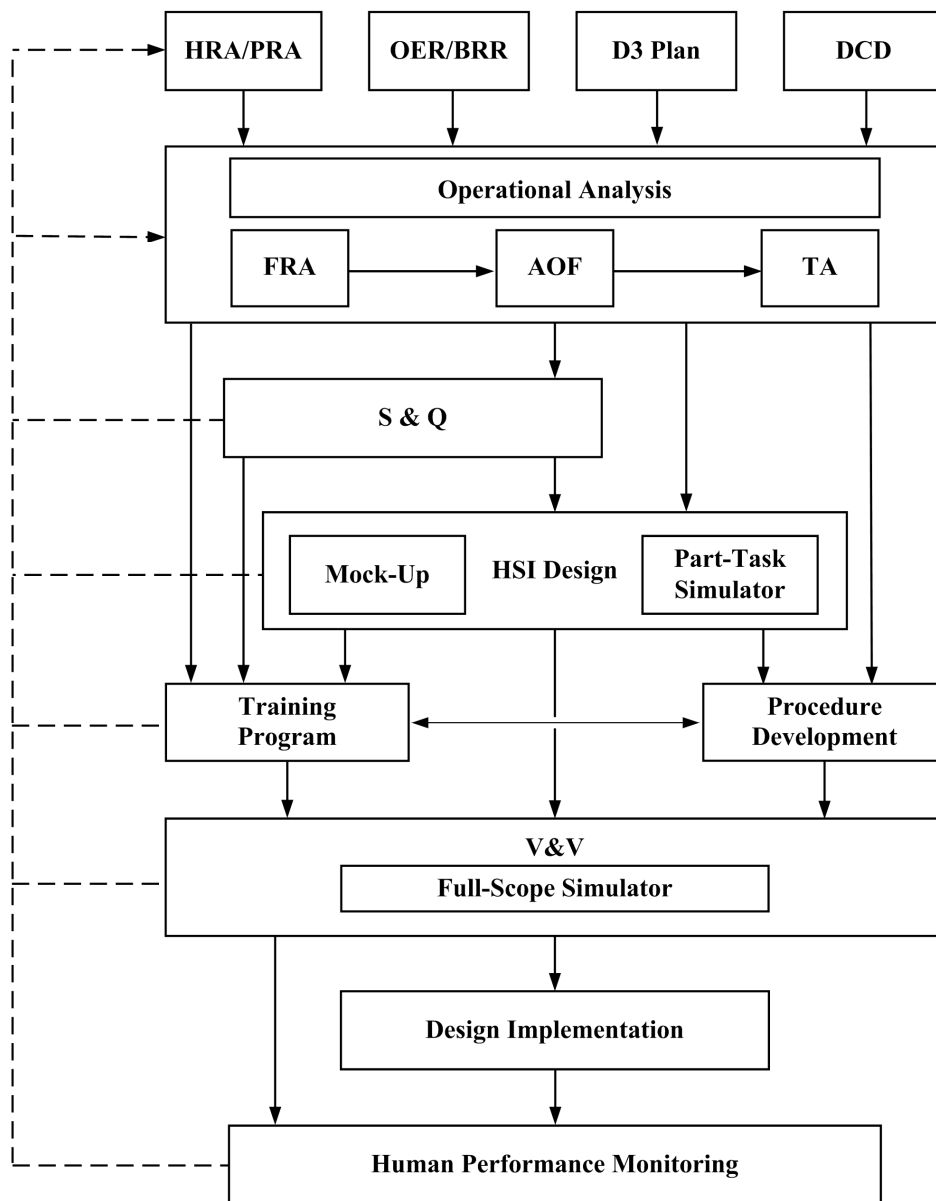 HRA/PRA
OER/BRR
D3 Plan
DCD
Operational Analysis
FRA
AOF
TA
S & Q
Mock-Up
HSI Design
Part-Task
Simulator
Training
Program
Procedure
Development
V&V
Full-Scope Simulator
Design Implementation
Human Performance Monitoring